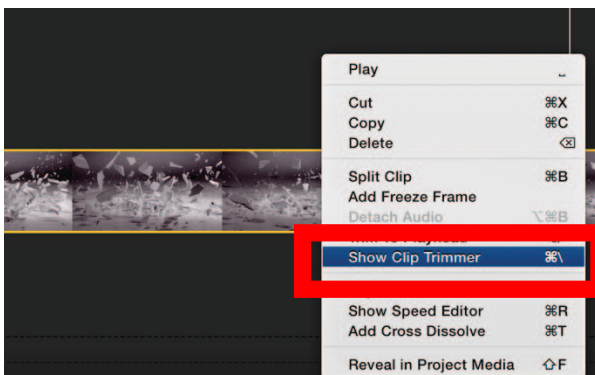 Play ⎵
Cut ⌘X
Copy ⌘C
Delete ⌫
Split Clip ⌘B
Add Freeze Frame
Detach Audio ⌥⌘B
Show Clip Trimmer ⌘\
Show Speed Editor ⌘R
Add Cross Dissolve ⌘T
Reveal in Project Media ⇧F